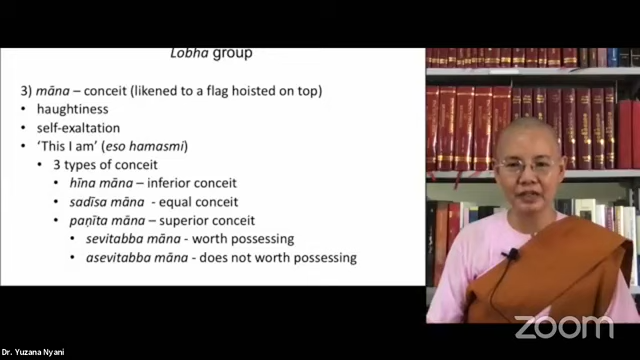 Lobha group
3) māna – conceit (likened to a flag hoisted on top)
• haughtiness
• self-exaltation
• ‘This I am’ (eso hamasmi)
• 3 types of conceit
• hīna māna – inferior conceit
• sadīsa māna - equal conceit
• paṇīta māna – superior conceit
• sevitabba māna - worth possessing
• asevitabba māna - does not worth possessing
zoom
Dr. Yuzana Nyani